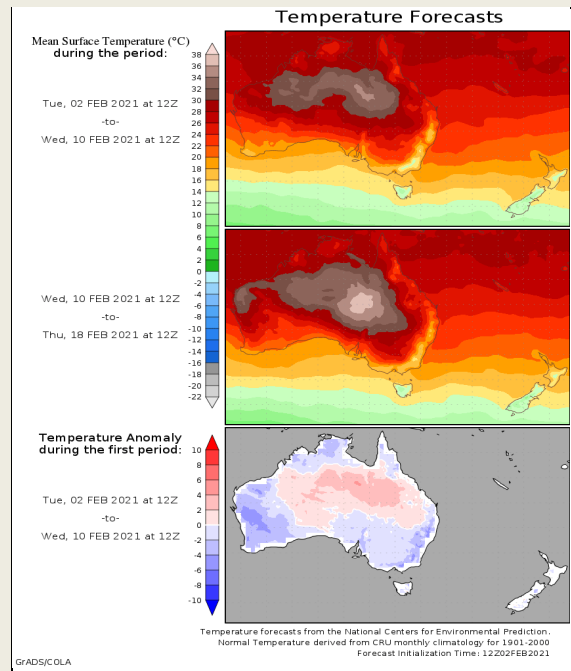 Temperature Forecasts
Mean Surface Temperature (°C)
during the period:
Tue, 02 FEB 2021 at 12Z
-to-
Wed, 10 FEB 2021 at 12Z
38
36
34
32
30
28
26
24
22
20
18
16
14
12
10
8
6
4
2
0
-2
-4
-6
-8
-10
-12
-14
-16
-18
-20
-22
Wed, 10 FEB 2021 at 12Z
-to-
Thu, 18 FEB 2021 at 12Z
Temperature Anomaly
during the first period:
Tue, 02 FEB 2021 at 12Z
-to-
Wed, 10 FEB 2021 at 12Z
10
8
6
4
2
0
-2
-4
-6
-8
-10
Temperature forecasts from the National Centers for Environmental Prediction.
Normal Temperature derived from CRU monthly climatology for 1901-2000
Forecast Initialization Time: 12Z02FEB2021
GrADS/COLA